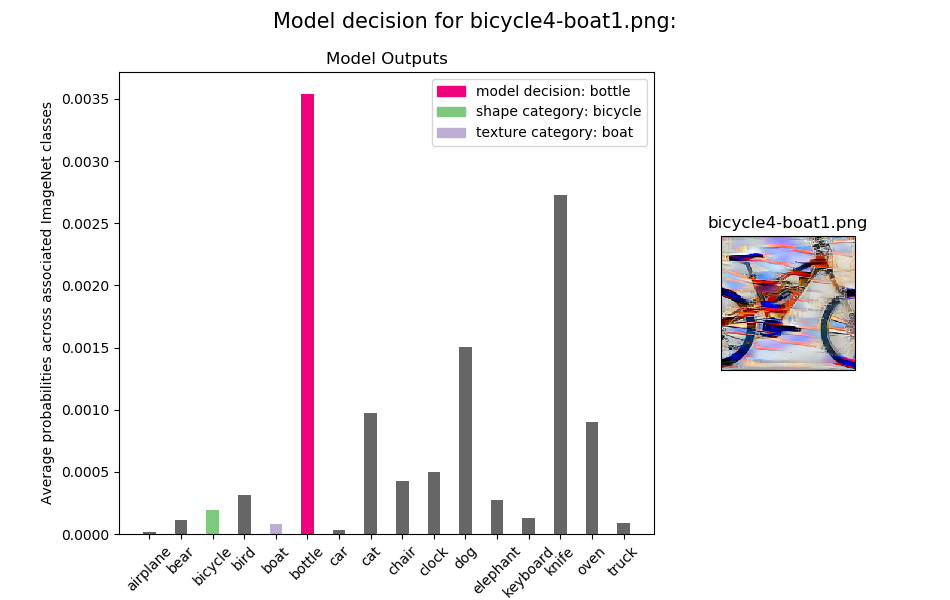 Model decision for bicycle4-boat1.png:
Model Outputs
Average probabilities across associated ImageNet classes
0.0035
0.0030
0.0025
0.0020
0.0015
0.0010
0.0005
0.0000
model decision: bottle
shape category: bicycle
texture category: boat
airplane
bear
bicycle
bird
boat
bottle
car
cat
chair
clock
dog
elephant
keyboard
knife
oven
truck
bicycle4-boat1.png